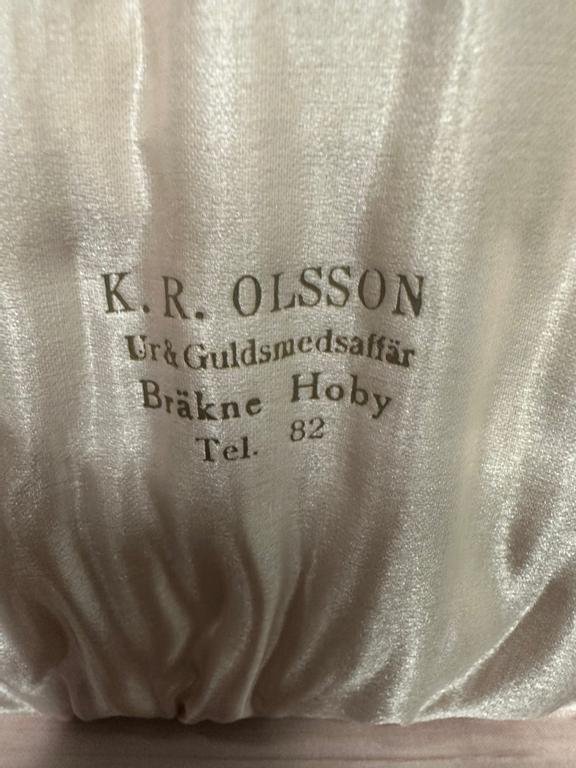 K. R. OLSSON
Ur & Guldsmedsaffär
Bräkne Hoby
Tel. 82